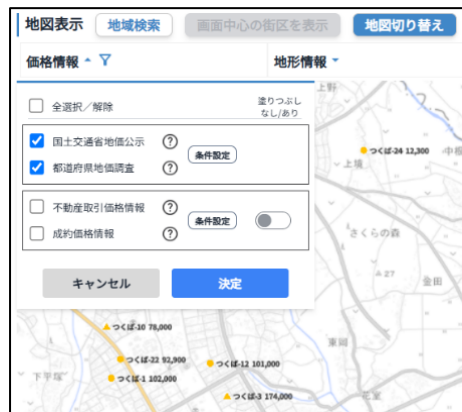 地図表示 地域検索 画面中心の街区を表示 地図切り替え
価格情報 地形情報
全選択／解除 塗りつぶし
なし/あり
国土交通省地価公示 ?
条件設定
都道府県地価調査 ?
不動産取引価格情報 ?
条件設定
成約価格情報 ?
キャンセル 決定
上野
つくば-24 12,300 中根
上境
さくらの森
27
金田
つくば-10 78,000
東岡
つくば-22 92,900 つくば-12 101,000
下平塚 つくば-1 102,000
つくば-3 174,000 花室